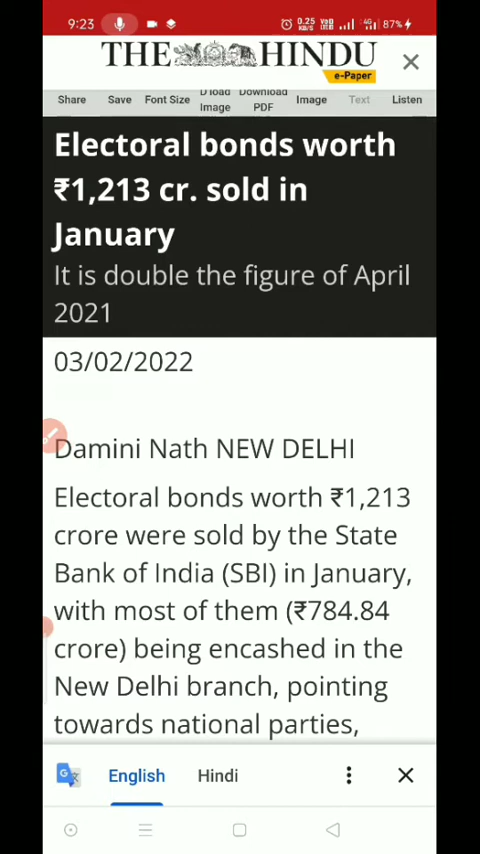 9:23 0.25 KB/S 4G 87%
THE HINDU
e-Paper
Share Save Font Size D'load Image Download PDF Image Text Listen
Electoral bonds worth
₹1,213 cr. sold in
January
It is double the figure of April
2021
03/02/2022
Damini Nath NEW DELHI
Electoral bonds worth ₹1,213
crore were sold by the State
Bank of India (SBI) in January,
with most of them (₹784.84
crore) being encashed in the
New Delhi branch, pointing
towards national parties,
English Hindi